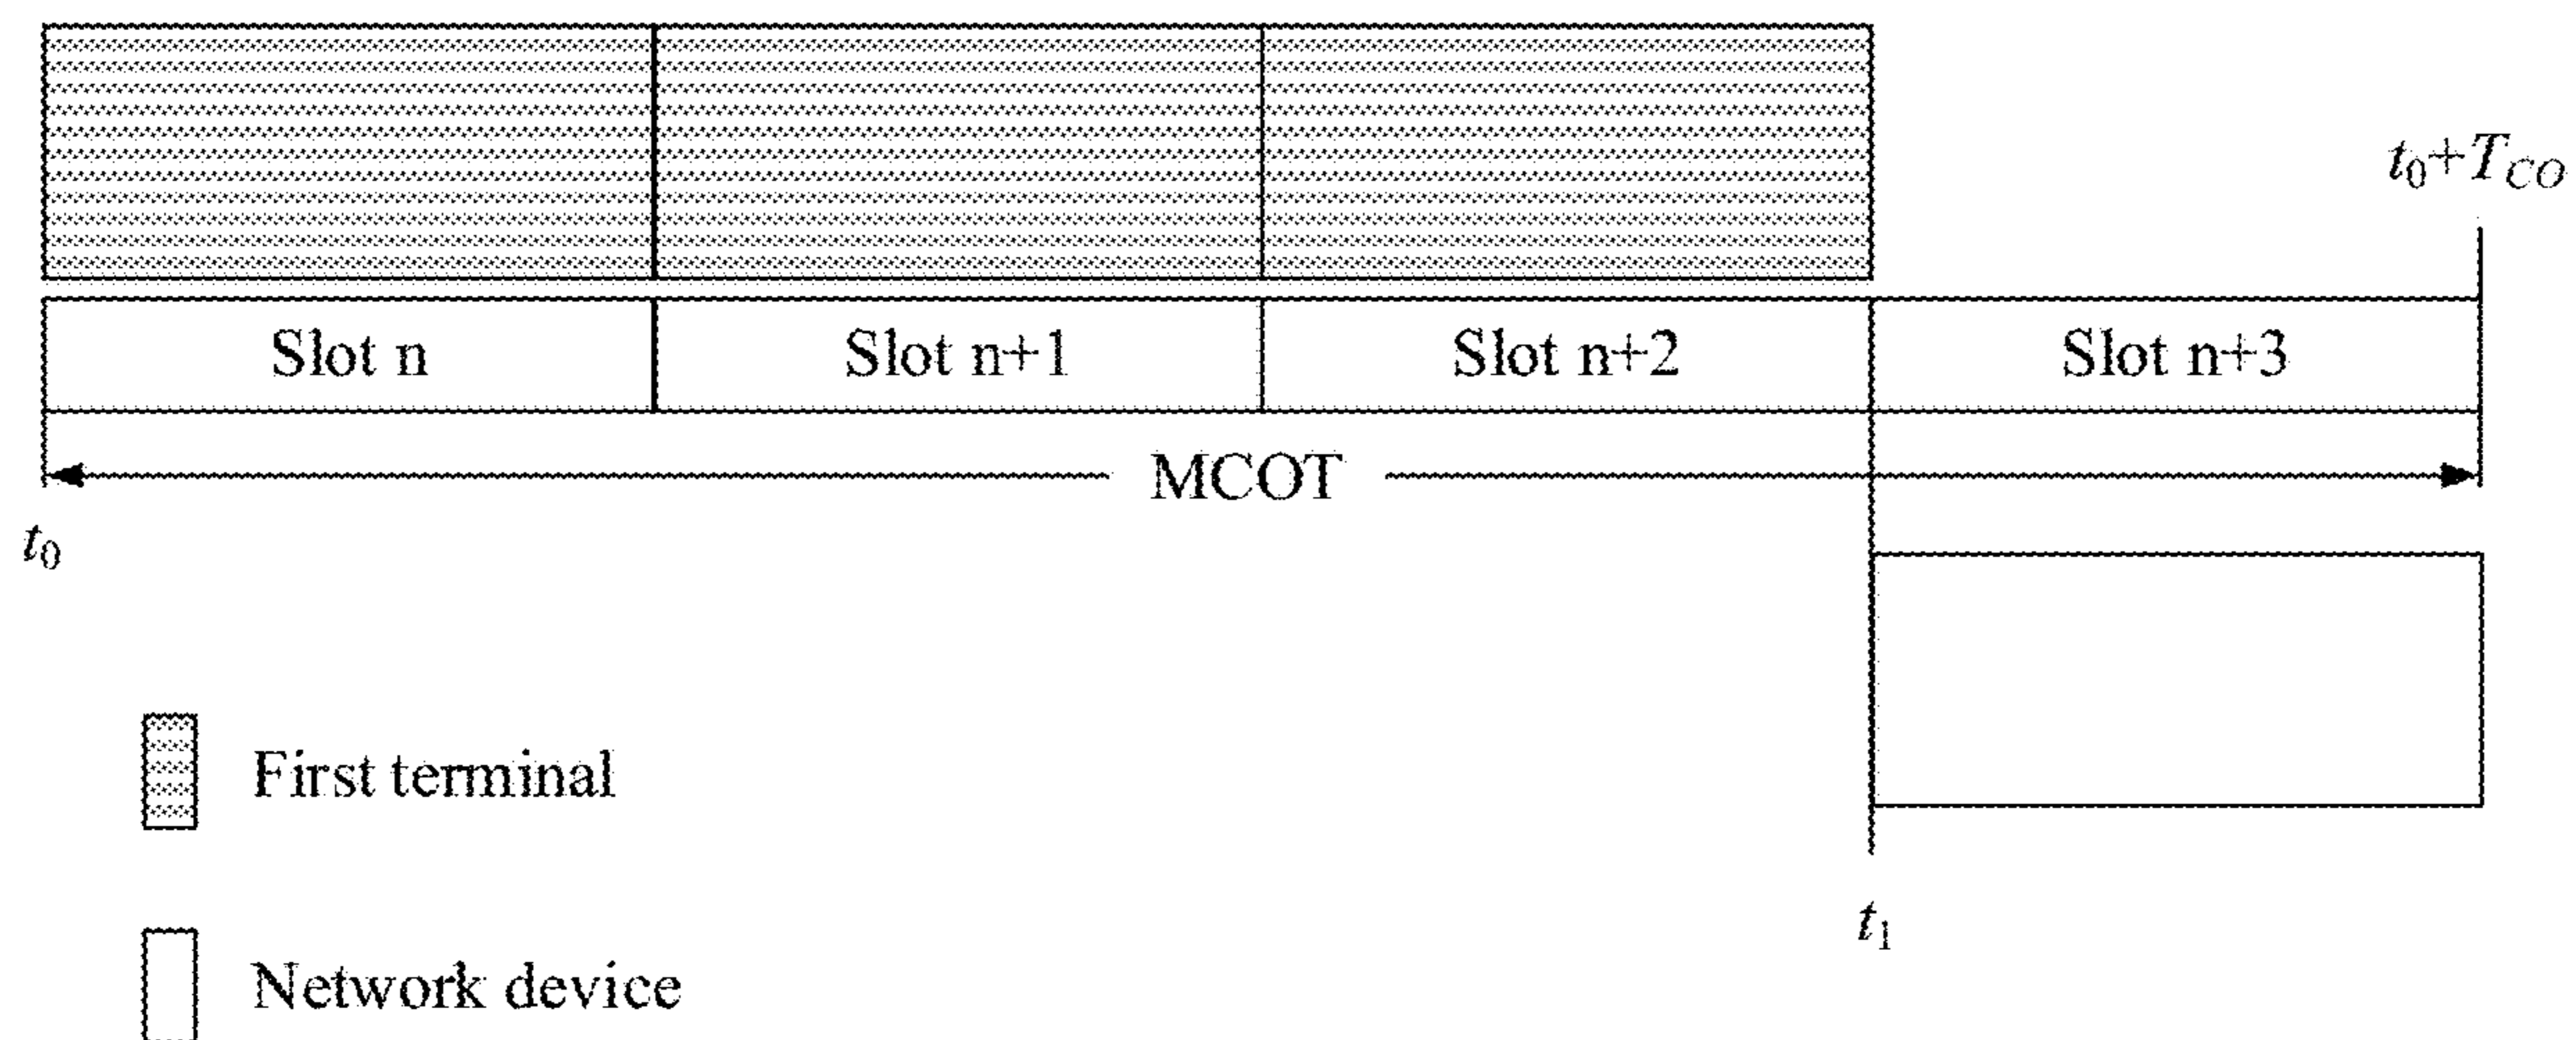 t0+TCO
Slot n
Slot n+1
Slot n+2
Slot n+3
MCOT
t0
First terminal
t1
Network device